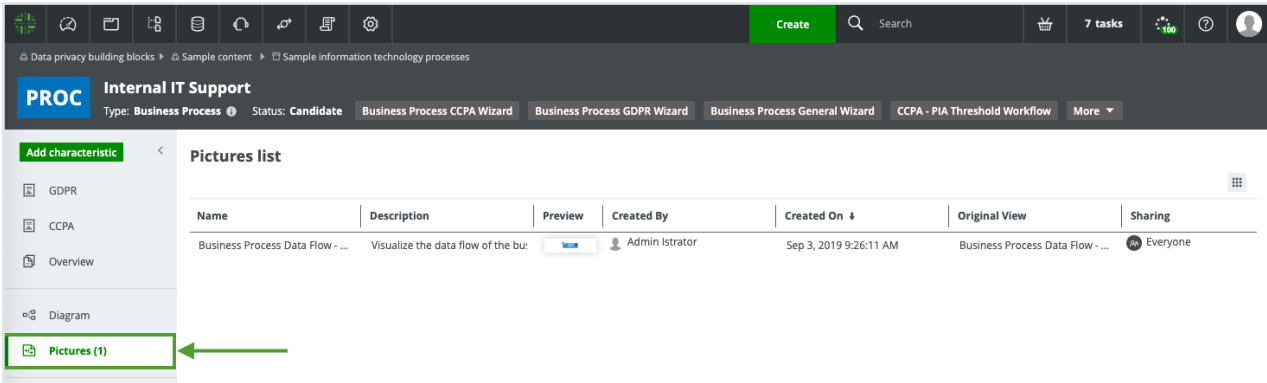 Create
Search
7 tasks
100
Data privacy building blocks Sample content Sample information technology processes
PROC
Internal IT Support
Type: Business Process Status: Candidate Business Process CCPA Wizard Business Process GDPR Wizard Business Process General Wizard CCPA - PIA Threshold Workflow More
Add characteristic
GDPR
CCPA
Overview
Diagram
Pictures (1)
Pictures list
Name Description Preview Created By Created On Original View Sharing
Business Process Data Flow - ... Visualize the data flow of the bu Admin Istrator Sep 3, 2019 9:26:11 AM Business Process Data Flow - ... Everyone